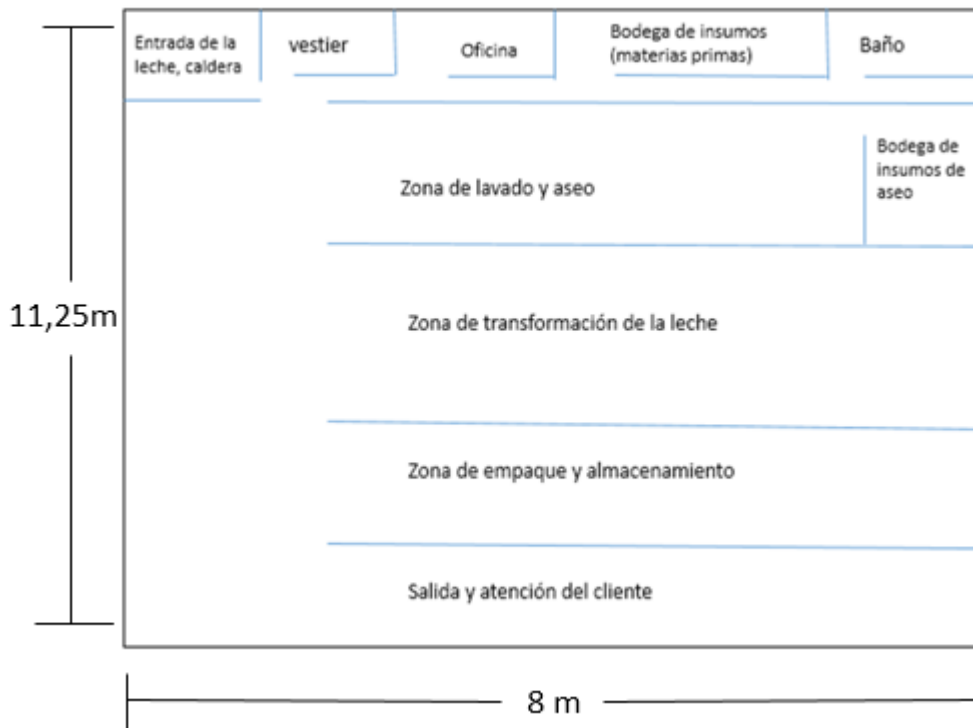 Entrada de la
leche, caldera
vestier
Oficina
Bodega de insumos
(materias primas)
Baño
Zona de lavado y aseo
Bodega de
insumos de
aseo
11,25m
Zona de transformación de la leche
Zona de empaque y almacenamiento
Salida y atención del cliente
8 m